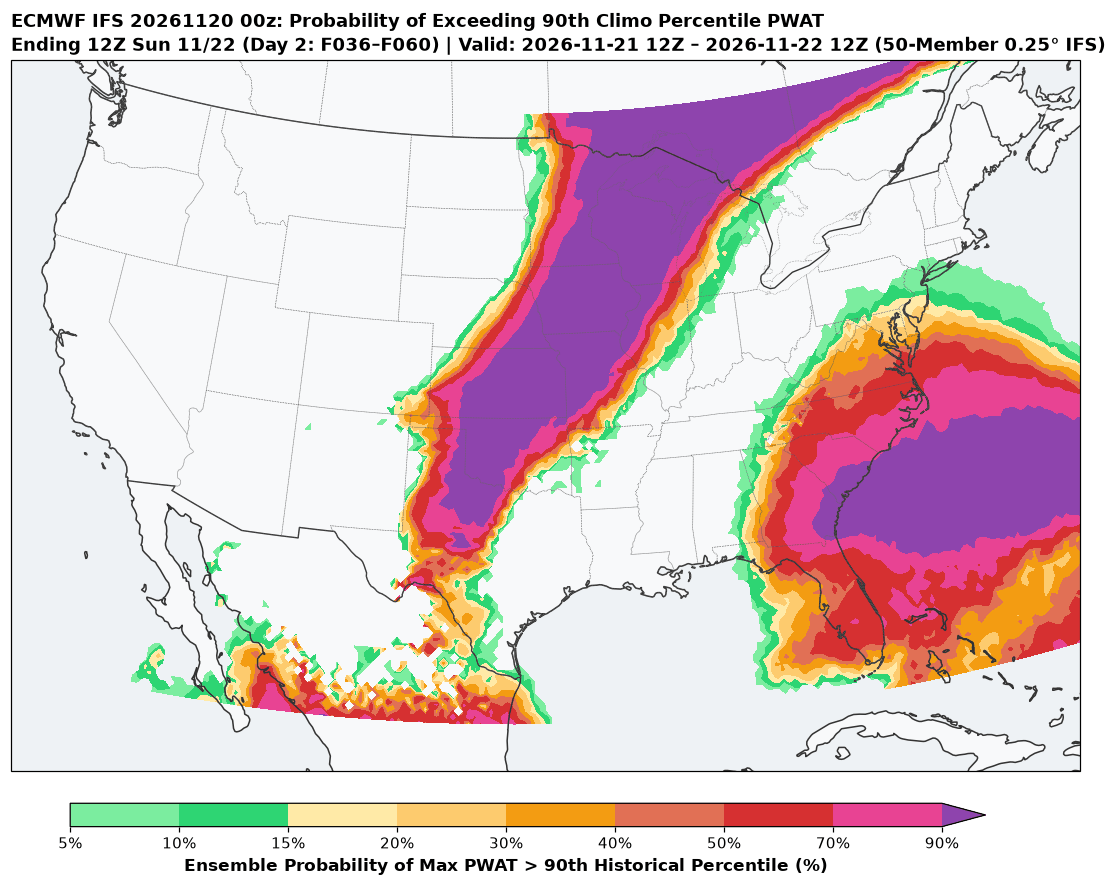 ECMWF IFS 20261120 00z: Probability of Exceeding 90th Climo Percentile PWAT
Ending 12Z Sun 11/22 (Day 2: F036–F060) | Valid: 2026-11-21 12Z – 2026-11-22 12Z (50-Member 0.25° IFS)
5% 10% 15% 20% 30% 40% 50% 70% 90%
Ensemble Probability of Max PWAT > 90th Historical Percentile (%)